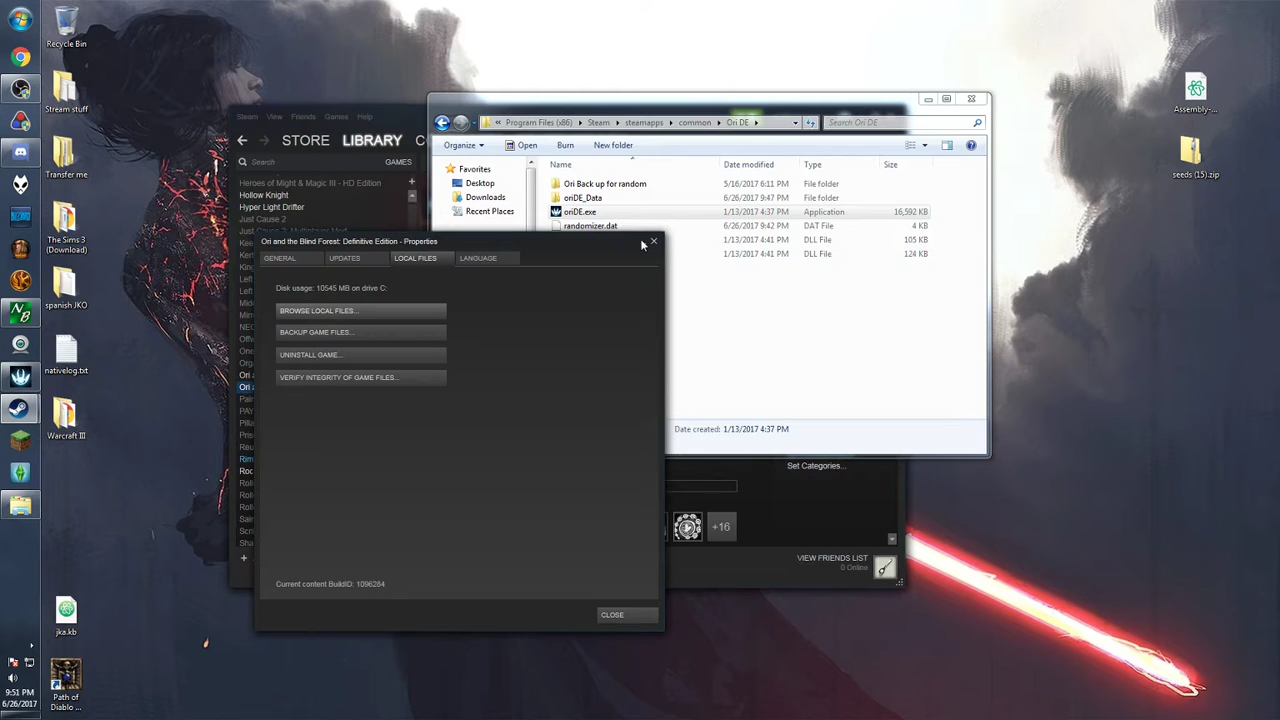 Recycle Bin
Stream stuff
Transfer me
The Sims 3
(Download)
spanish JKO
nativelog.txt
Warcraft III
jka.kb
Path of
Diablo ...
9:51 PM
6/26/2017
Assembly-...
seeds (15).zip
Steam View Friends Games Help
STORE LIBRARY C
Search GAMES
Heroes of Might & Magic III - HD Edition
Hollow Knight
Hyper Light Drifter
Just Cause 2
Ori
Set Categories...
+16
VIEW FRIENDS LIST
0 Online
« Program Files (x86) Steam steamapps common Ori DE
Search Ori DE
Organize Open Burn New folder
Favorites
Desktop
Downloads
Recent Places
Name Date modified Type Size
Ori Back up for random 5/16/2017 6:11 PM File folder
oriDE_Data 6/26/2017 9:47 PM File folder
oriDE.exe 1/13/2017 4:37 PM Application 16,592 KB
randomizer.dat 6/26/2017 9:42 PM DAT File 4 KB
1/13/2017 4:41 PM DLL File 105 KB
1/13/2017 4:41 PM DLL File 124 KB
Date created: 1/13/2017 4:37 PM
Ori and the Blind Forest: Definitive Edition - Properties
GENERAL UPDATES LOCAL FILES LANGUAGE
Disk usage: 10545 MB on drive C:
BROWSE LOCAL FILES...
BACKUP GAME FILES...
UNINSTALL GAME...
VERIFY INTEGRITY OF GAME FILES...
Current content BuildID: 1096284
CLOSE